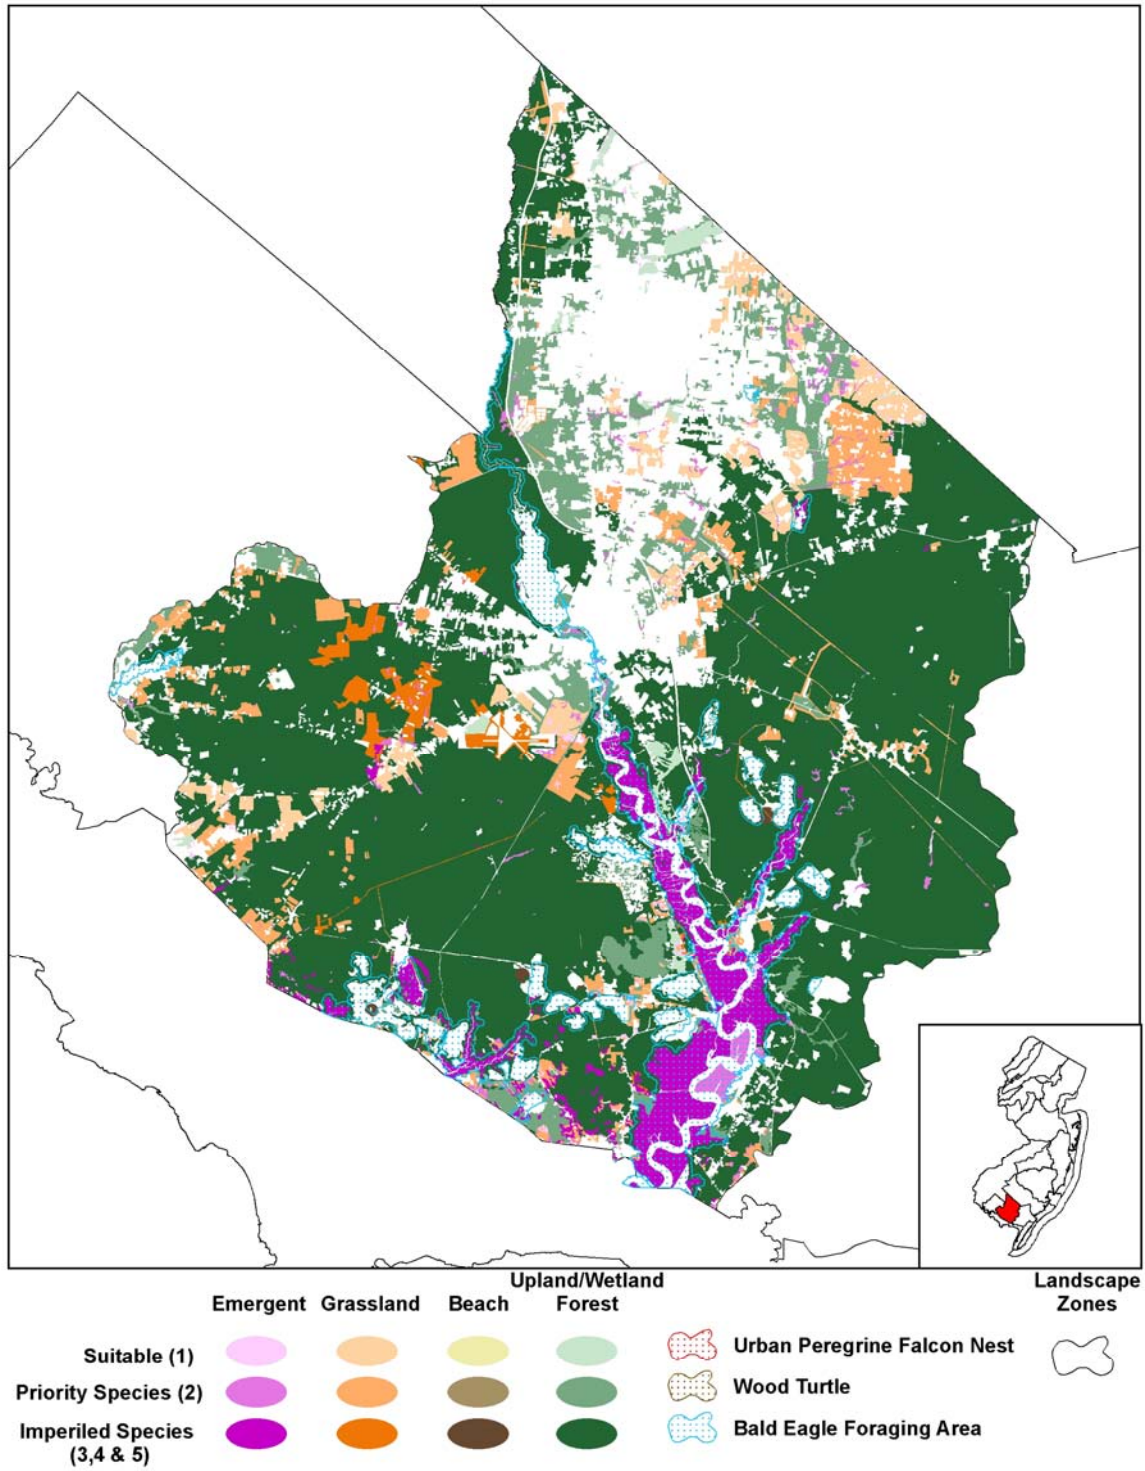 Upland/Wetland
Landscape
Emergent Grassland Beach Forest
Zones
Suitable (1)
Urban Peregrine Falcon Nest
Priority Species (2)
Wood Turtle
Imperiled Species
(3,4 & 5)
Bald Eagle Foraging Area